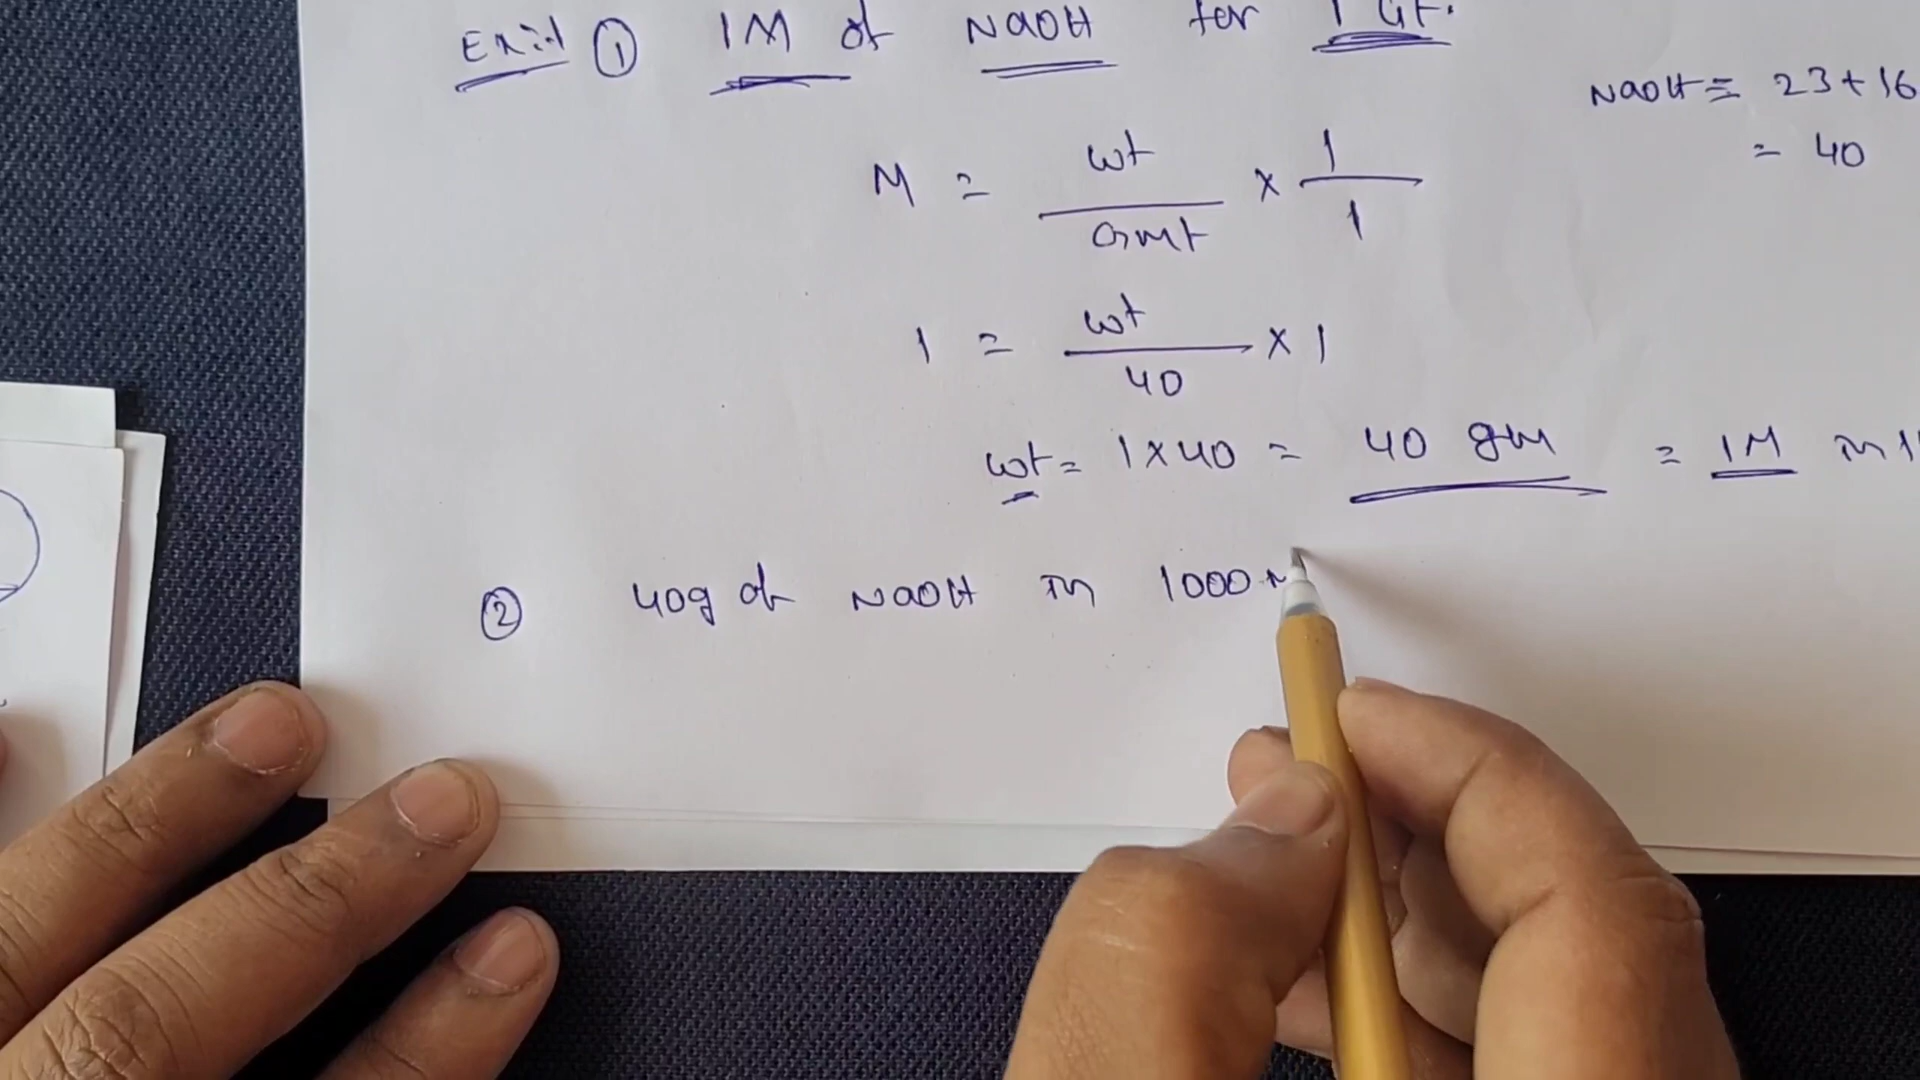 ① 1M of NaOH for 1 Lt.
NaOH = 23+16
= 40
M = wt / Gmt × 1 / 1
1 = wt / 40 × 1
wt = 1×40 = 40 gm = 1M in 1
② 40g of NaOH in 1000